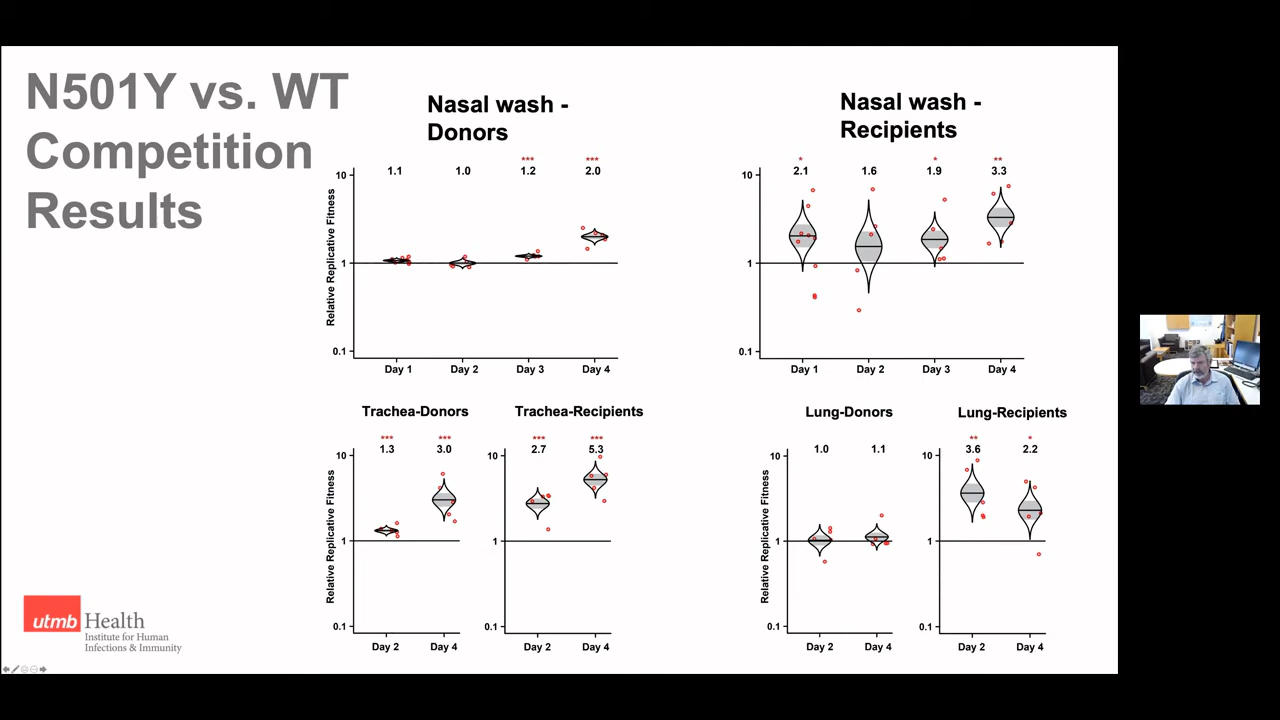 N501Y vs. WT
Competition
Results
Nasal wash -
Donors
*** ***
1.1 1.0 1.2 2.0
10
1
0.1
Relative Replicative Fitness
Day 1 Day 2 Day 3 Day 4
Nasal wash -
Recipients
* * **
2.1 1.6 1.9 3.3
10
1
0.1
Day 1 Day 2 Day 3 Day 4
Trachea-Donors
*** ***
1.3 3.0
10
1
0.1
Relative Replicative Fitness
Day 2 Day 4
Trachea-Recipients
*** ***
2.7 5.3
10
1
0.1
Day 2 Day 4
Lung-Donors
1.0 1.1
10
1
0.1
Relative Replicative Fitness
Day 2 Day 4
Lung-Recipients
** *
3.6 2.2
10
1
0.1
Day 2 Day 4
utmb Health
Institute for Human
Infections & Immunity